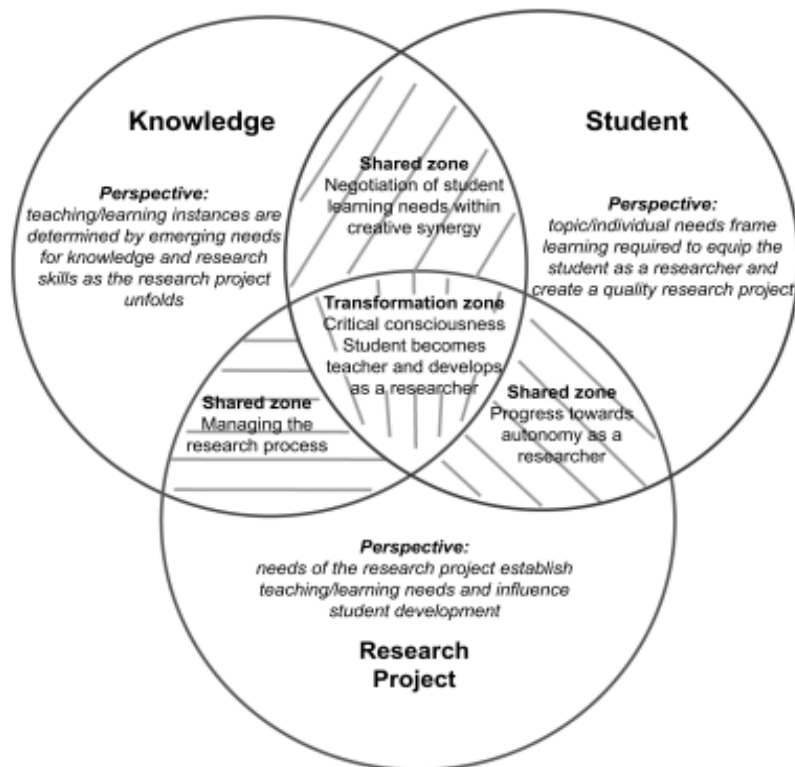 Knowledge
Perspective:
teaching/learning instances are
determined by emerging needs
for knowledge and research
skills as the research project
unfolds
Shared zone
Negotiation of student
learning needs within
creative synergy
Student
Perspective:
topic/individual needs frame
learning required to equip the
student as a researcher and
create a quality research project
Transformation zone
Critical consciousness
Student becomes
teacher and develops
as a researcher
Shared zone
Managing the
research process
Shared zone
Progress towards
autonomy as a
researcher
Perspective:
needs of the research project establish
teaching/learning needs and influence
student development
Research
Project